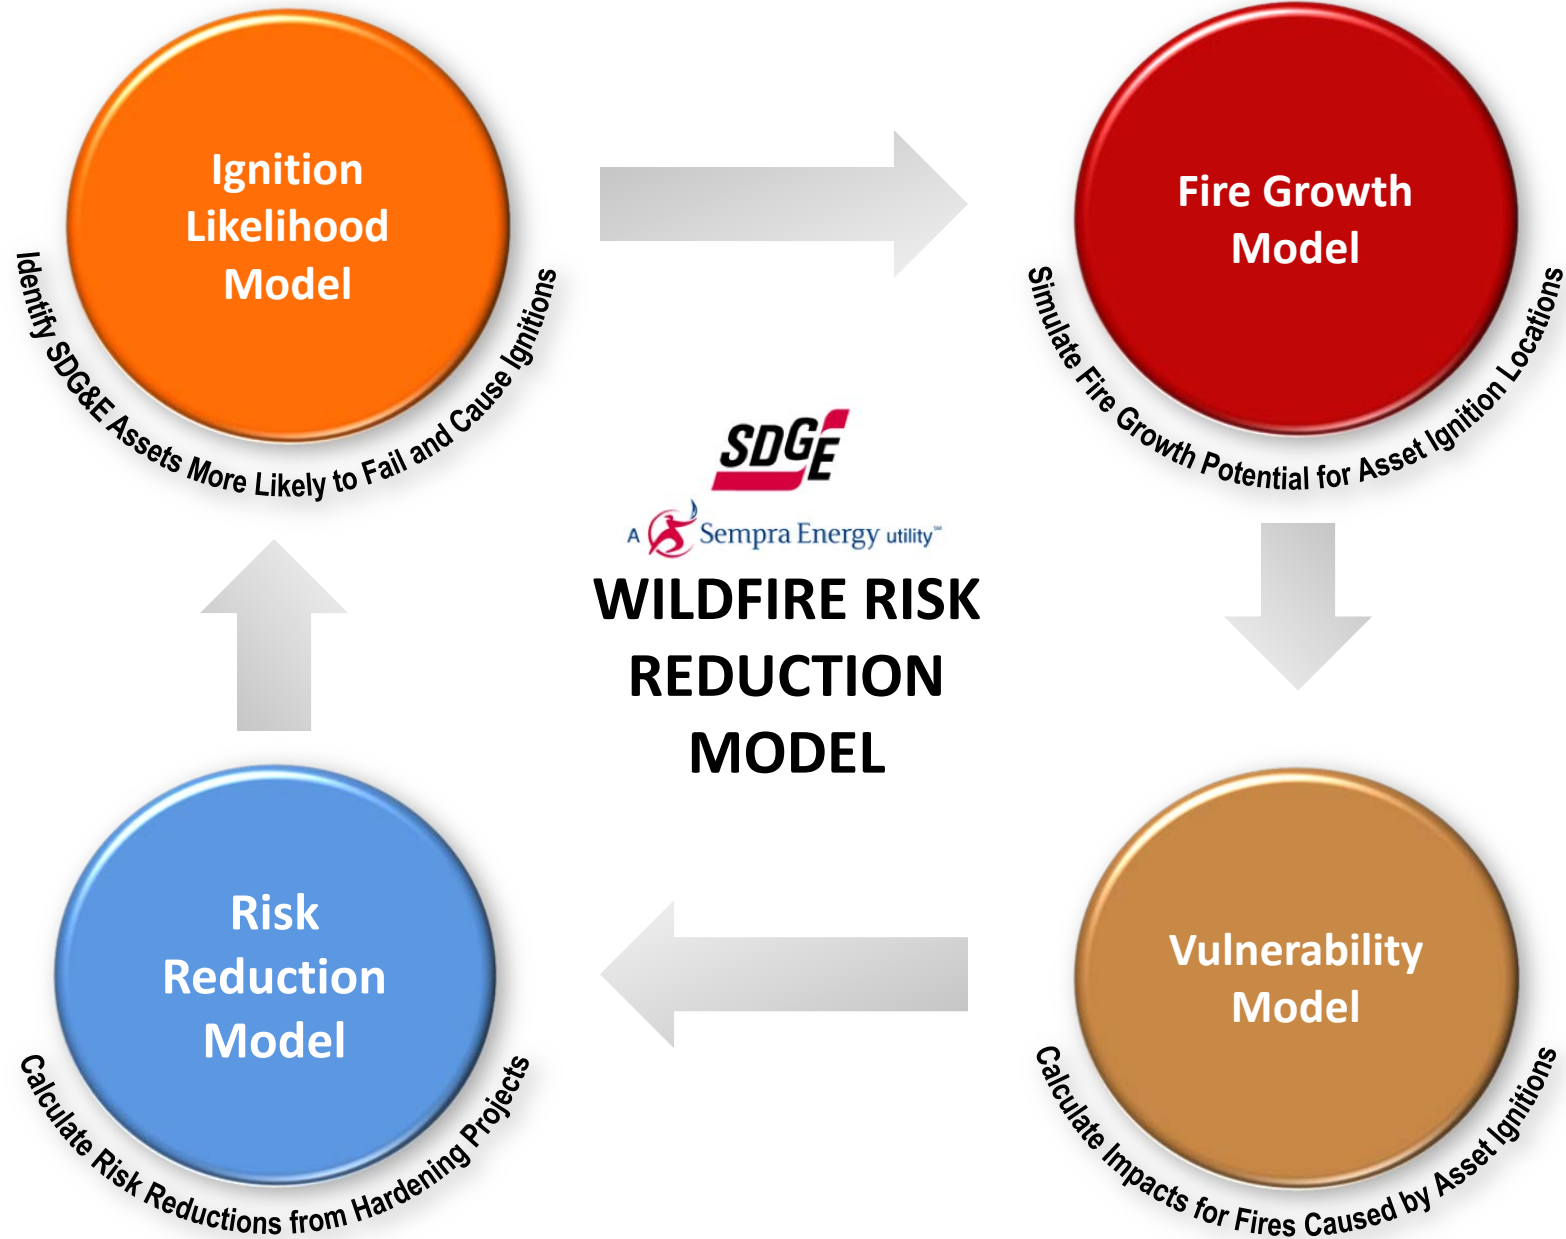 Ignition
Likelihood
Model
Identify SDG&E Assets More Likely to Fail and Cause Ignitions
Fire Growth
Model
Simulate Fire Growth Potential for Asset Ignition Locations
SDGE
A Sempra Energy utility℠
WILDFIRE RISK
REDUCTION
MODEL
Risk
Reduction
Model
Calculate Risk Reductions from Hardening Projects
Vulnerability
Model
Calculate Impacts for Fires Caused by Asset Ignitions